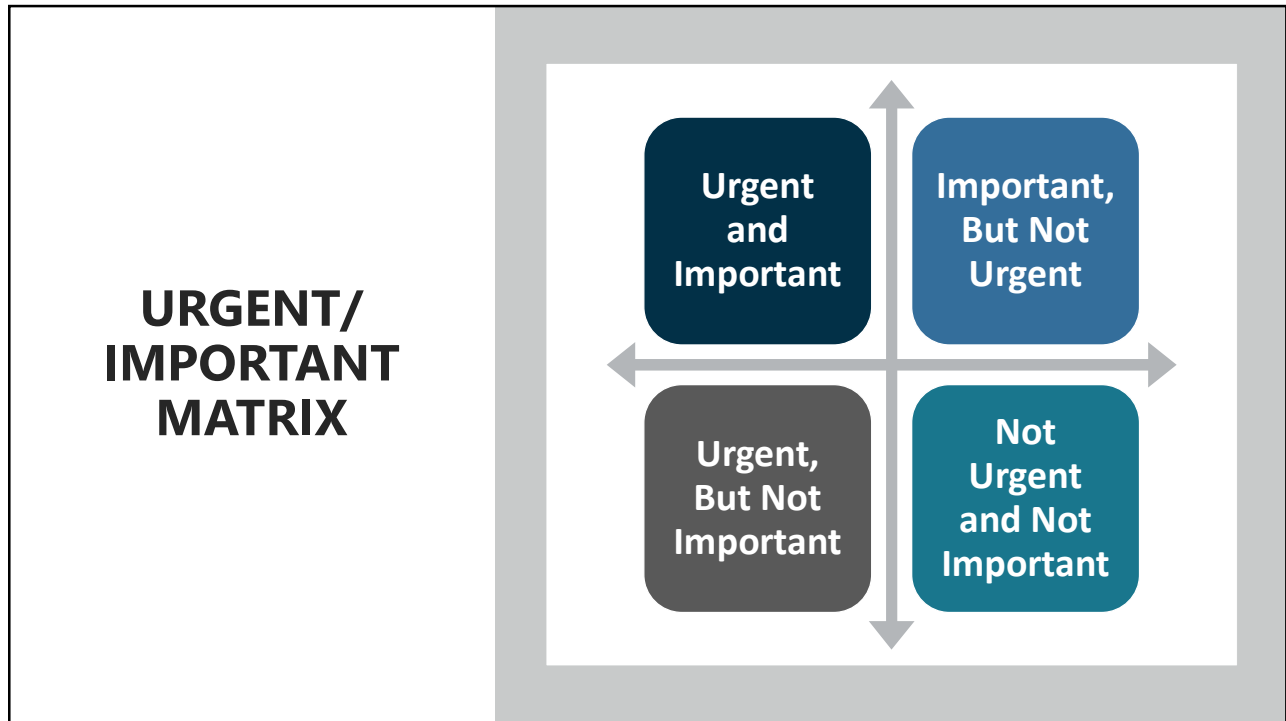 URGENT/
IMPORTANT
MATRIX
Urgent
and
Important
Important,
But Not
Urgent
Urgent,
But Not
Important
Not
Urgent
and Not
Important